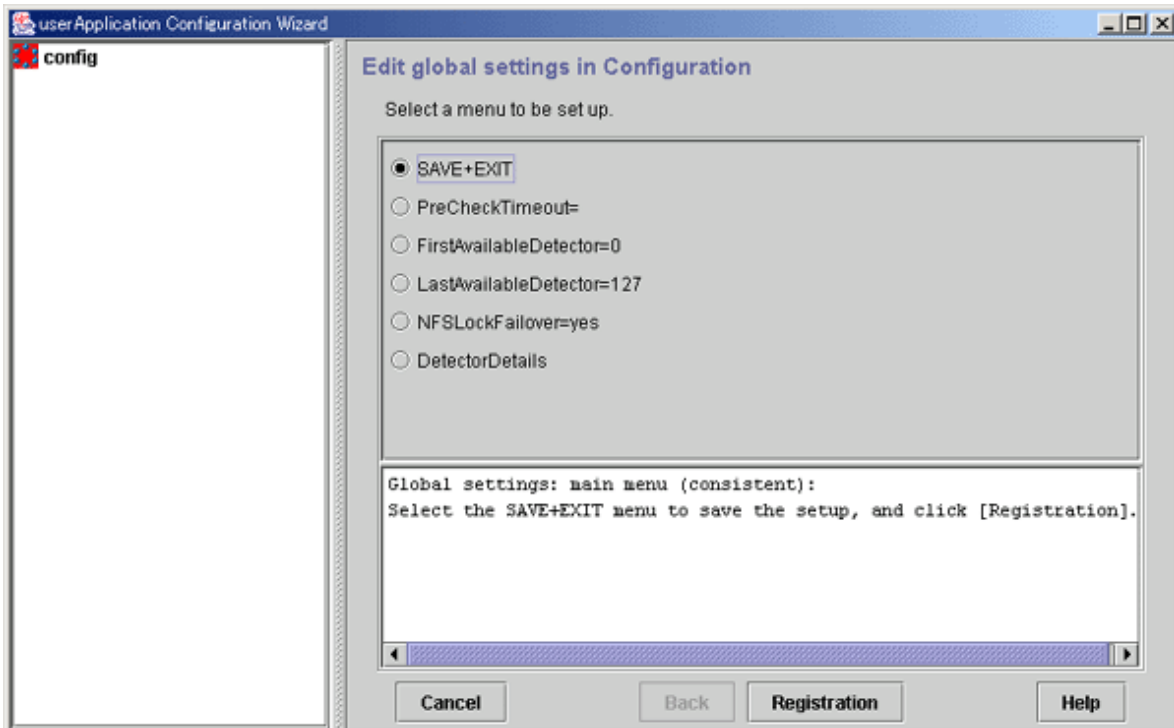 userApplication Configuration Wizard
config
Edit global settings in Configuration
Select a menu to be set up.
SAVE+EXIT
PreCheckTimeout=
FirstAvailableDetector=0
LastAvailableDetector=127
NFSLockFailover=yes
DetectorDetails
Global settings: main menu (consistent):
Select the SAVE+EXIT menu to save the setup, and click [Registration].
Cancel Back Registration Help